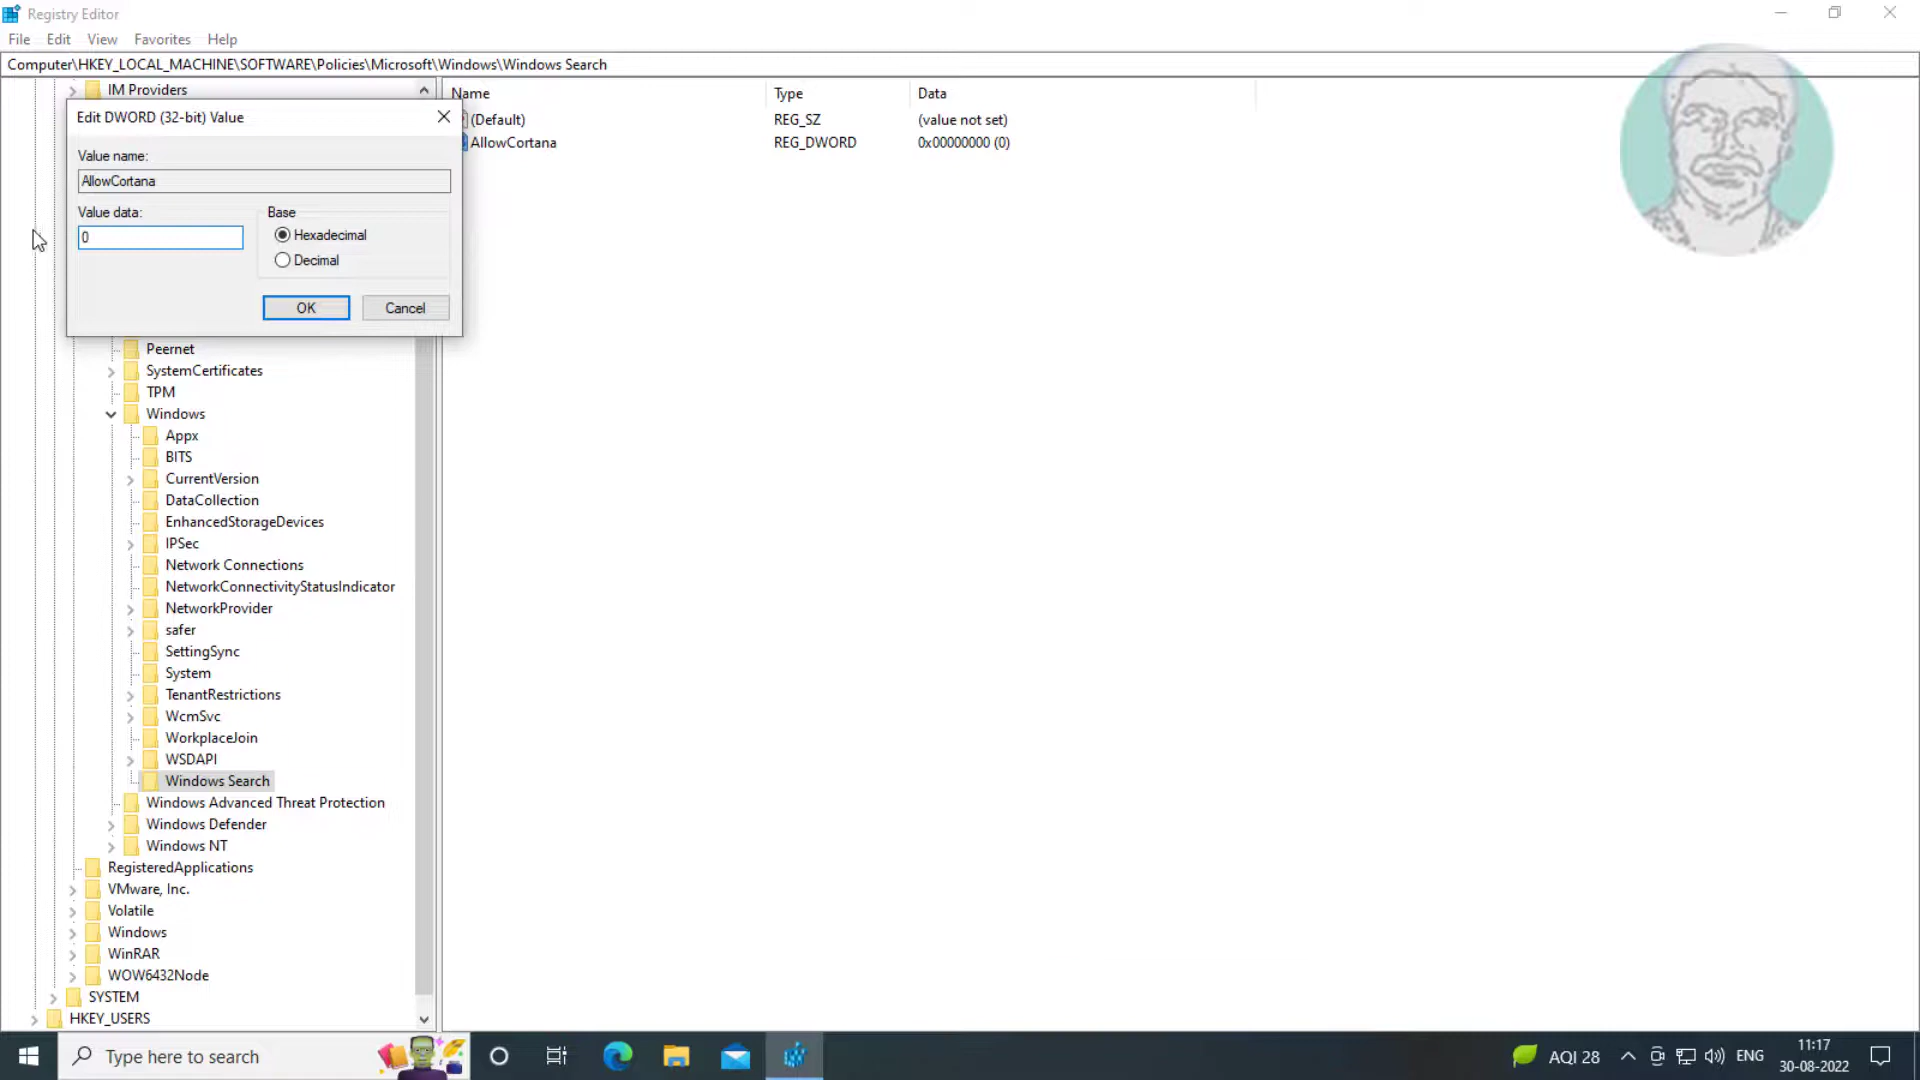 Registry Editor
File Edit View Favorites Help
Computer\HKEY_LOCAL_MACHINE\SOFTWARE\Policies\Microsoft\Windows\Windows Search
IM Providers
Name Type Data
(Default) REG_SZ (value not set)
AllowCortana REG_DWORD 0x00000000 (0)
Edit DWORD (32-bit) Value
Value name:
AllowCortana
Value data:
0
Base
Hexadecimal
Decimal
OK Cancel
Peernet
SystemCertificates
TPM
Windows
Appx
BITS
CurrentVersion
DataCollection
EnhancedStorageDevices
IPSec
Network Connections
NetworkConnectivityStatusIndicator
NetworkProvider
safer
SettingSync
System
TenantRestrictions
WcmSvc
WorkplaceJoin
WSDAPI
Windows Search
Windows Advanced Threat Protection
Windows Defender
Windows NT
RegisteredApplications
VMware, Inc.
Volatile
Windows
WinRAR
WOW6432Node
SYSTEM
HKEY_USERS
Type here to search
AQI 28
ENG
11:17
30-08-2022